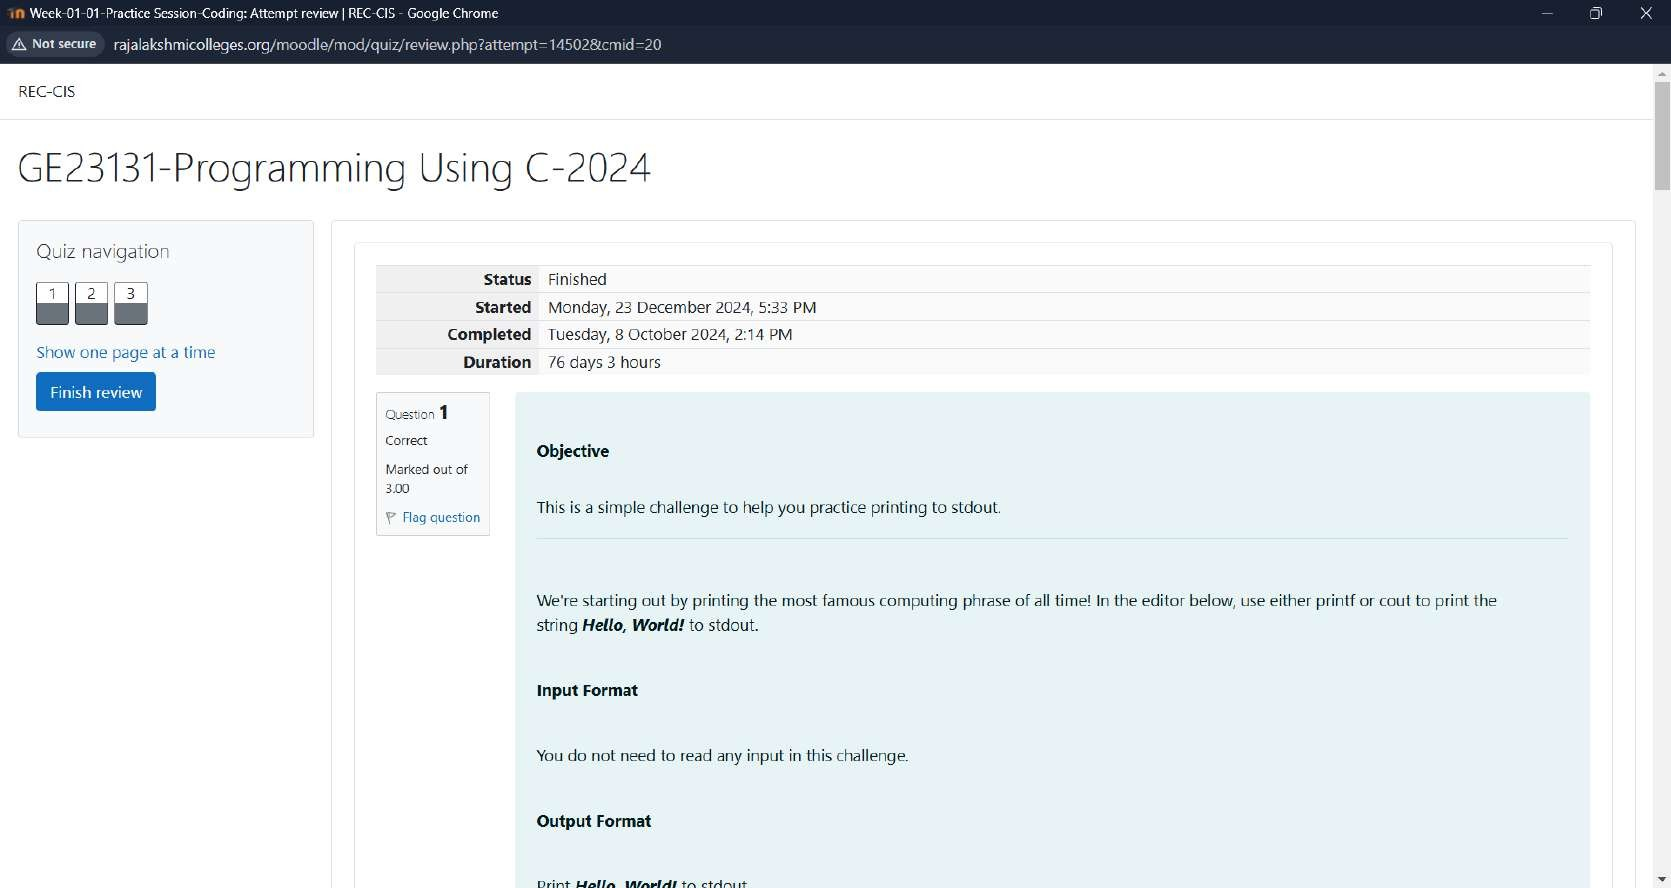 Week-01-01-Practice Session-Coding: Attempt review | REC-CIS - Google Chrome
Not secure rajalakshmicolleges.org/moodle/mod/quiz/review.php?attempt=14502&cmid=20
REC-CIS
GE23131-Programming Using C-2024
Quiz navigation
1 2 3
Show one page at a time
Finish review
Status Finished
Started Monday, 23 December 2024, 5:33 PM
Completed Tuesday, 8 October 2024, 2:14 PM
Duration 76 days 3 hours
Question 1
Correct
Marked out of
3.00
Flag question
Objective
This is a simple challenge to help you practice printing to stdout.
We're starting out by printing the most famous computing phrase of all time! In the editor below, use either printf or cout to print the
string Hello, World! to stdout.
Input Format
You do not need to read any input in this challenge.
Output Format
Print Hello, World! to stdout